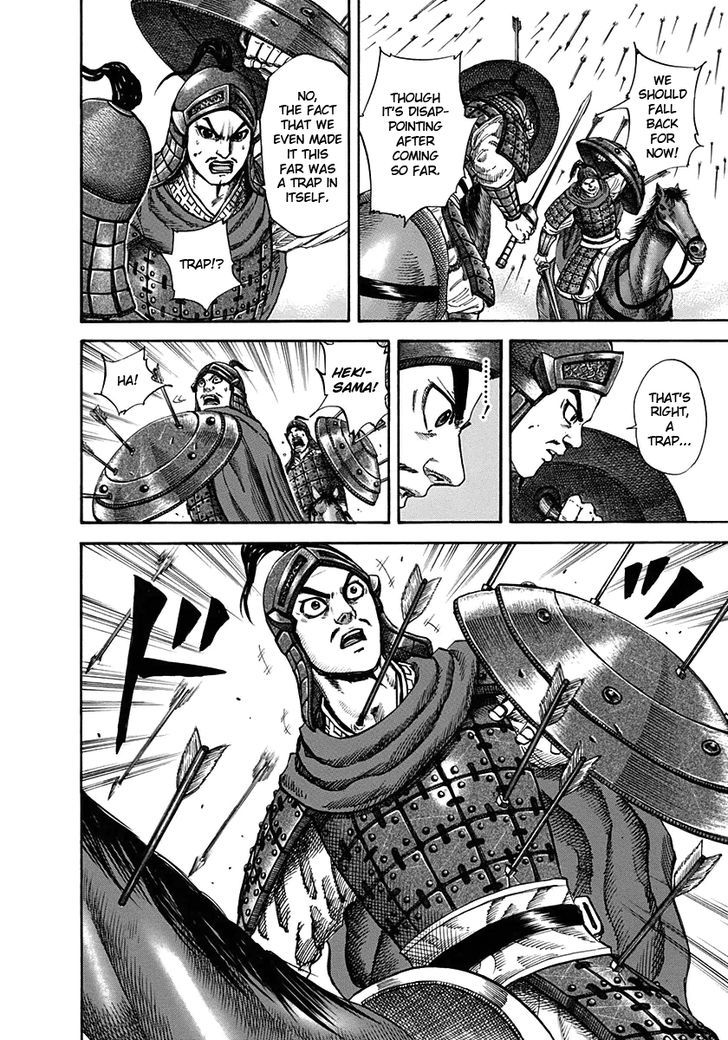 WE
SHOULD
FALL
BACK
FOR
NOW!
THOUGH
IT'S DISAP-
POINTING
AFTER
COMING
SO FAR.
NO,
THE FACT
THAT WE
EVEN MADE
IT THIS
FAR WAS
A TRAP IN
ITSELF.
TRAP!?
THAT'S
RIGHT,
A
TRAP...
......!
HEKI-
SAMA!
HA!
ドド